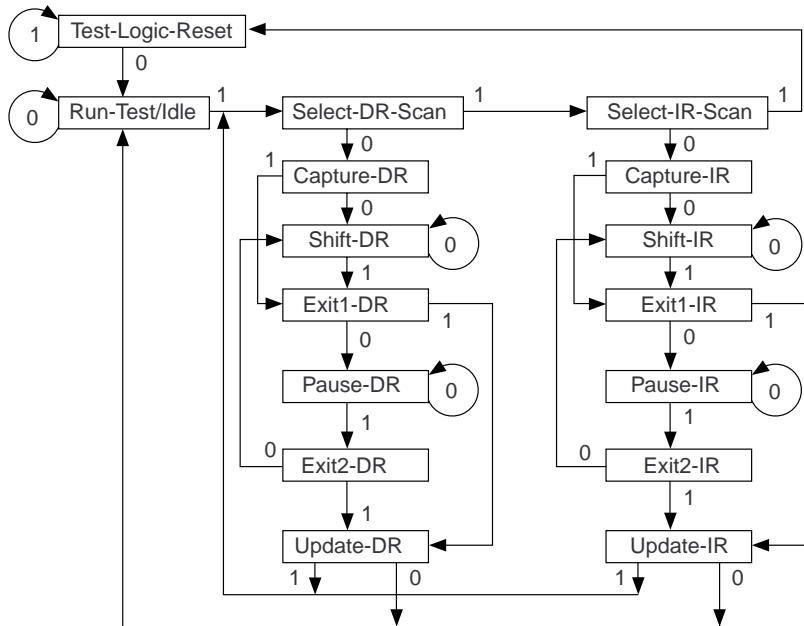 1
Test-Logic-Reset
0
0
Run-Test/Idle
1
Select-DR-Scan
1
Select-IR-Scan
1
0
0
1
Capture-DR
1
Capture-IR
0
0
Shift-DR
0
Shift-IR
0
1
1
Exit1-DR
1
Exit1-IR
1
0
0
Pause-DR
0
Pause-IR
0
1
1
0
Exit2-DR
0
Exit2-IR
1
1
Update-DR
Update-IR
1
0
1
0